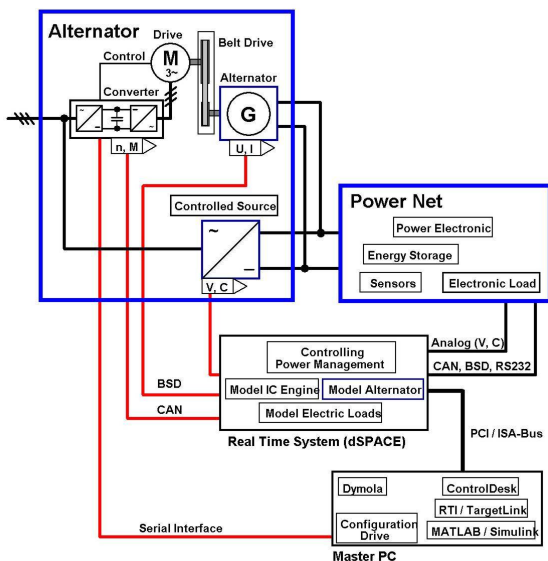 Alternator
Drive
Control
M
3~
Belt Drive
Converter
Alternator
~
~
G
n, M
U, I
Controlled Source
~
V, C
Power Net
Power Electronic
Energy Storage
Sensors
Electronic Load
Controlling
Power Management
Model IC Engine
Model Alternator
Model Electric Loads
Real Time System (dSPACE)
Analog (V, C)
CAN, BSD, RS232
BSD
CAN
PCI / ISA-Bus
Serial Interface
Dymola
ControlDesk
RTI / TargetLink
Configuration
Drive
MATLAB / Simulink
Master PC